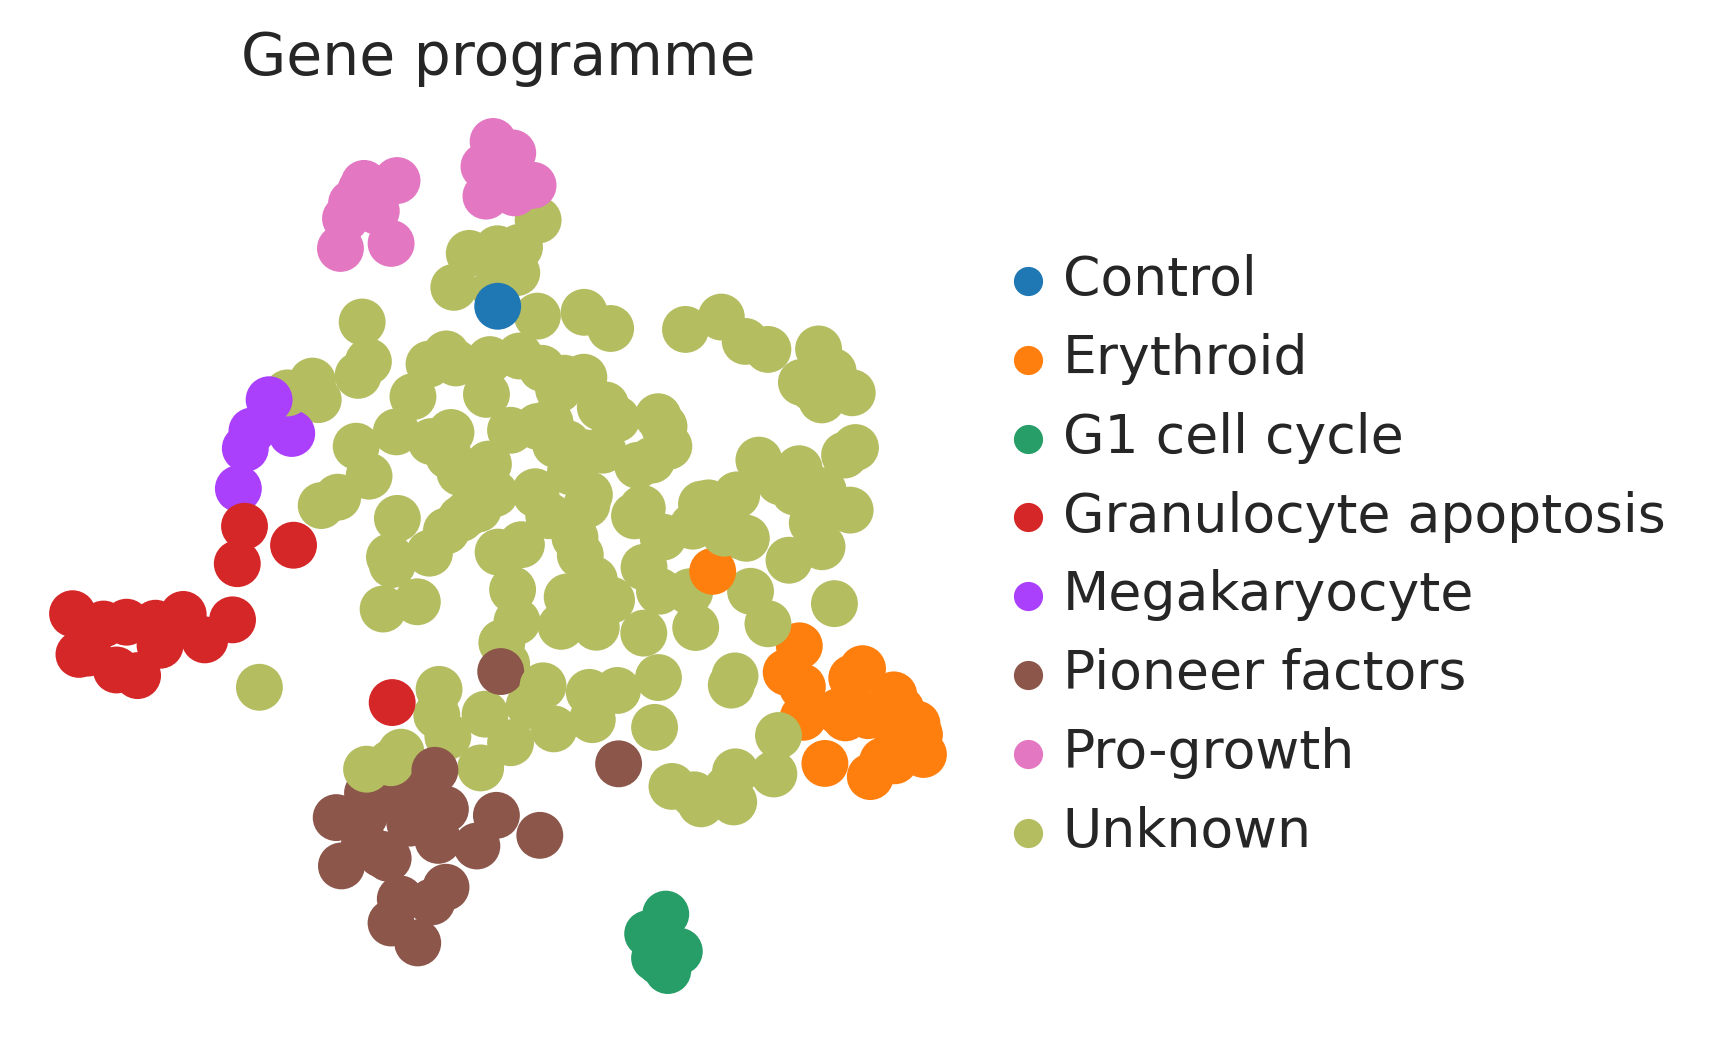 Gene programme
Control
Erythroid
G1 cell cycle
Granulocyte apoptosis
Megakaryocyte
Pioneer factors
Pro-growth
Unknown